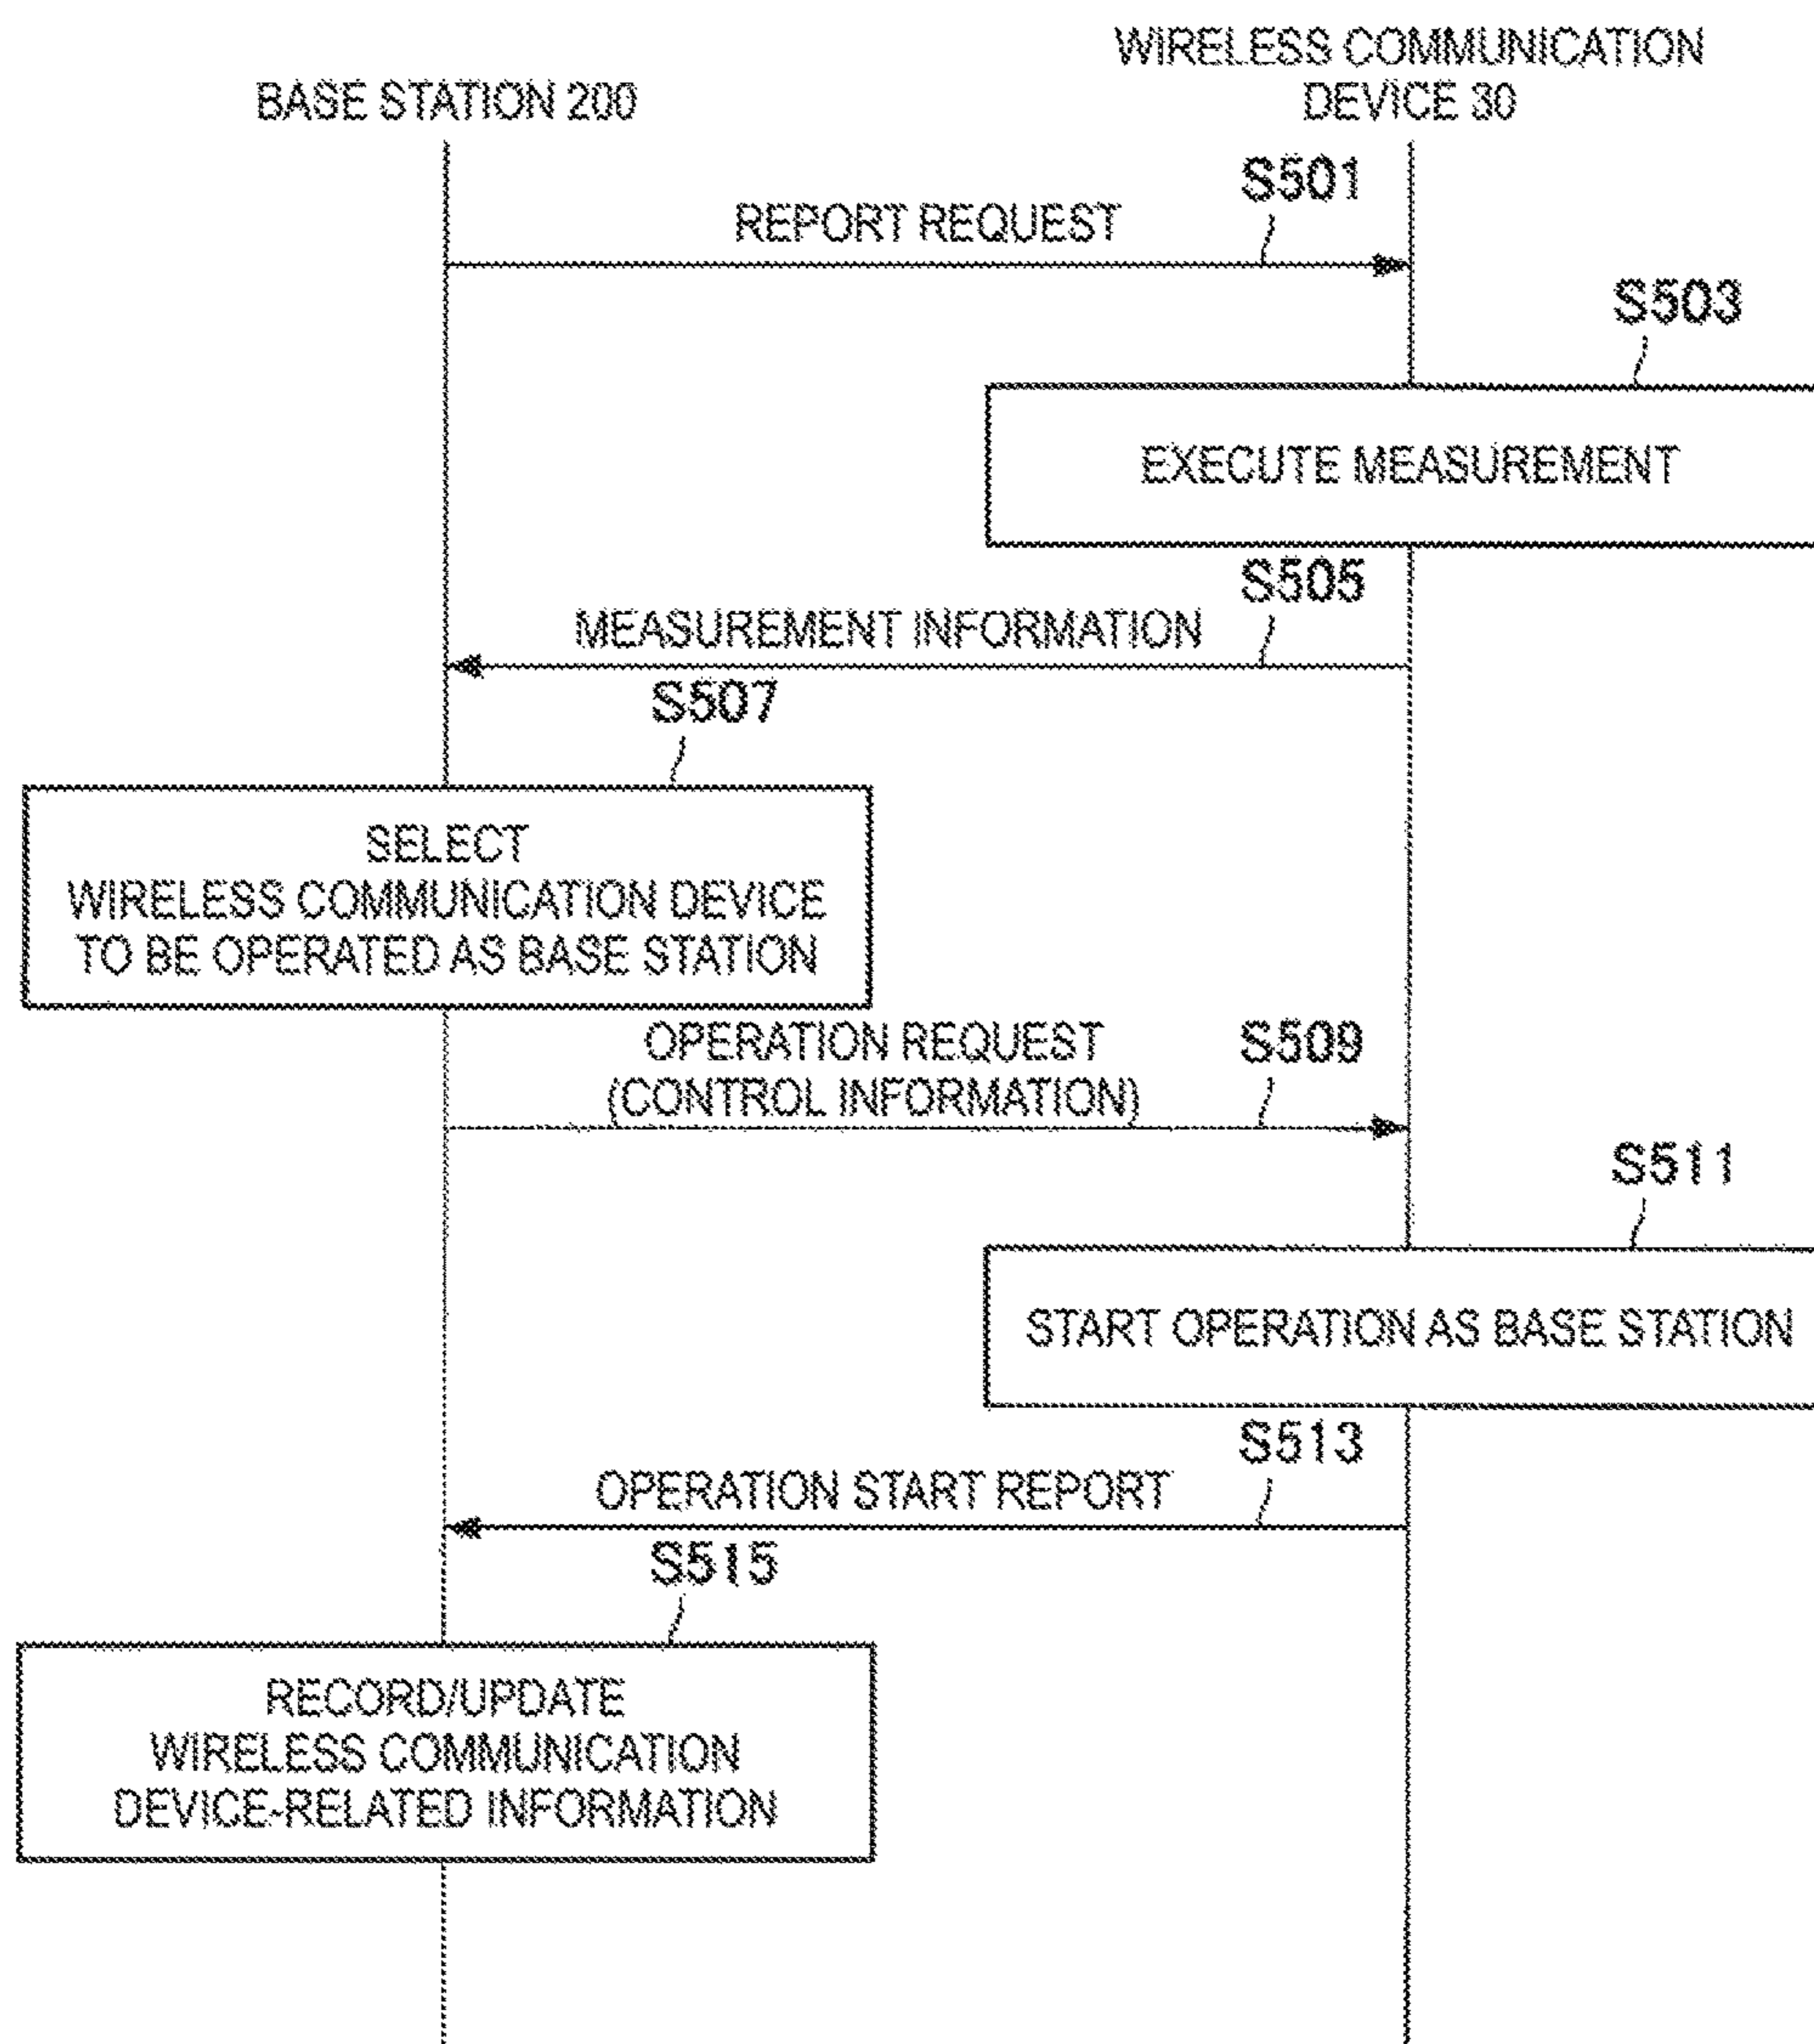 WIRELESS COMMUNICATION
DEVICE 30
BASE STATION 200
S501
REPORT REQUEST
S503
EXECUTE MEASUREMENT
S505
MEASUREMENT INFORMATION
S507
SELECT
WIRELESS COMMUNICATION DEVICE
TO BE OPERATED AS BASE STATION
OPERATION REQUEST
(CONTROL INFORMATION)
S509
S511
START OPERATION AS BASE STATION
S513
OPERATION START REPORT
S515
RECORD/UPDATE
WIRELESS COMMUNICATION
DEVICE-RELATED INFORMATION